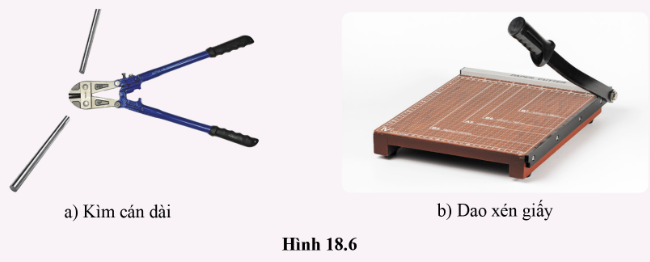 a) Kìm cán dài
b) Dao xén giấy
Hình 18.6